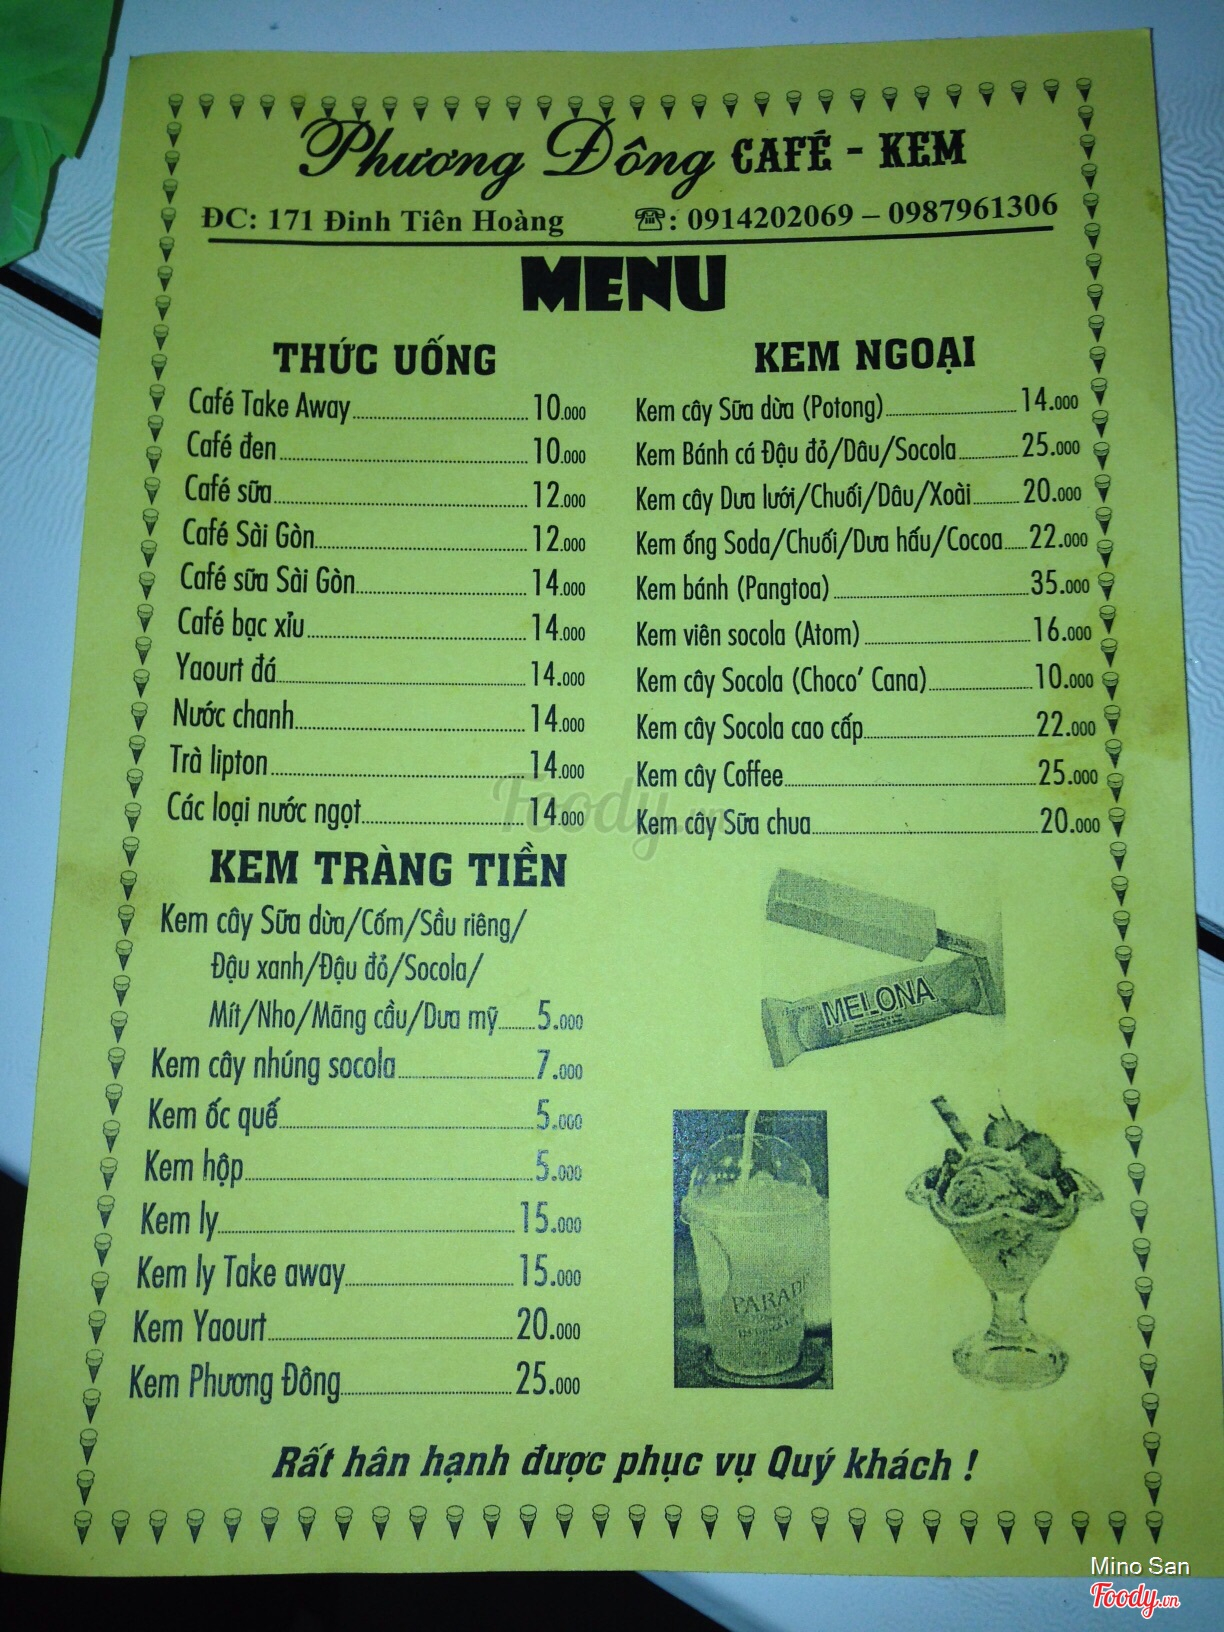 Phương Đông CAFÉ - KEM
ĐC: 171 Đinh Tiên Hoàng ☎: 0914202069 – 0987961306
MENU
THỨC UỐNG
Café Take Away 10.000
Café đen 10.000
Café sữa 12.000
Café Sài Gòn 12.000
Café sữa Sài Gòn 14.000
Café bạc xỉu 14.000
Yaourt đá 14.000
Nước chanh 14.000
Trà lipton 14.000
Các loại nước ngọt 14.000
KEM TRÀNG TIỀN
Kem cây Sữa dừa/Cốm/Sầu riêng/
Đậu xanh/Đậu đỏ/Socola/
Mít/Nho/Mãng cầu/Dưa mỹ 5.000
Kem cây nhúng socola 7.000
Kem ốc quế 5.000
Kem hộp 5.000
Kem ly 15.000
Kem ly Take away 15.000
Kem Yaourt 20.000
Kem Phương Đông 25.000
KEM NGOẠI
Kem cây Sữa dừa (Potong) 14.000
Kem Bánh cá Đậu đỏ/Dâu/Socola 25.000
Kem cây Dưa lưới/Chuối/Dâu/Xoài 20.000
Kem ống Soda/Chuối/Dưa hấu/Cocoa 22.000
Kem bánh (Pangtoa) 35.000
Kem viên socola (Atom) 16.000
Kem cây Socola (Choco' Cana) 10.000
Kem cây Socola cao cấp 22.000
Kem cây Coffee 25.000
Kem cây Sữa chua 20.000
MELONA
Rất hân hạnh được phục vụ Quý khách !
Foody.vn
Mino San
Foody.vn